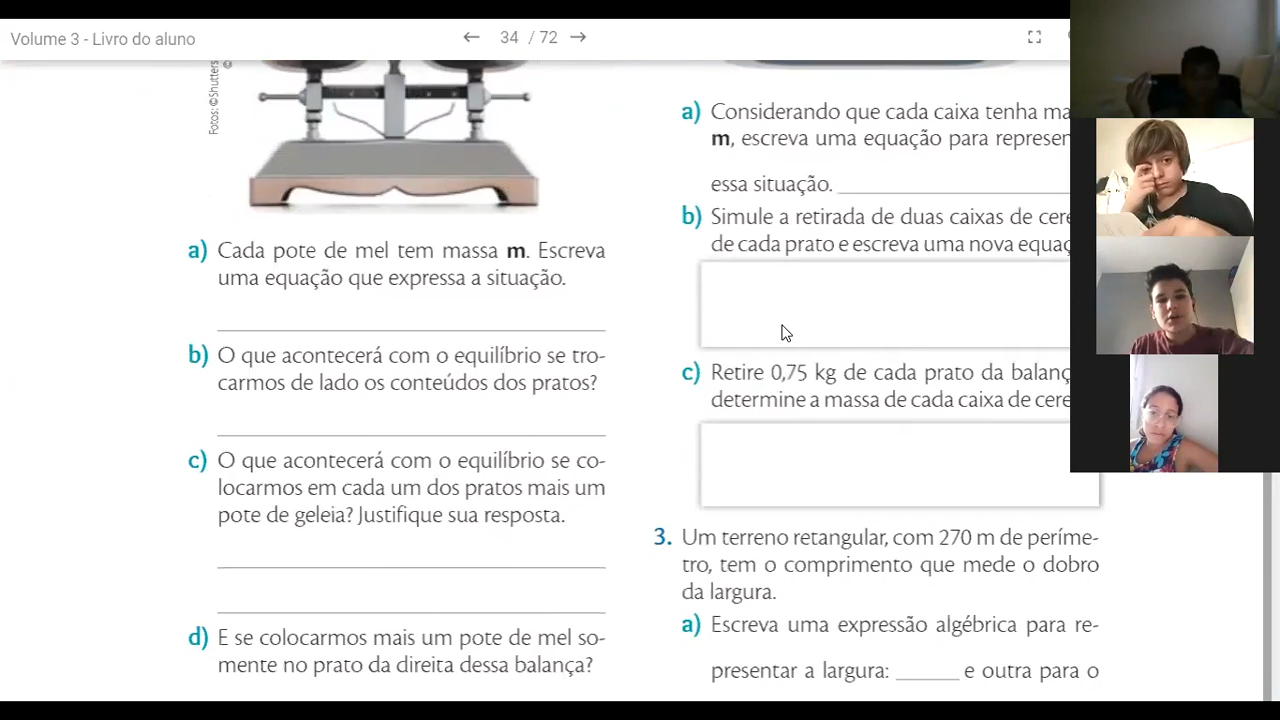 Volume 3 - Livro do aluno
34 / 72
Fotos: ©Shutters
©
a) Cada pote de mel tem massa m. Escreva
uma equação que expressa a situação.
b) O que acontecerá com o equilíbrio se tro-
carmos de lado os conteúdos dos pratos?
c) O que acontecerá com o equilíbrio se co-
locarmos em cada um dos pratos mais um
pote de geleia? Justifique sua resposta.
d) E se colocarmos mais um pote de mel so-
mente no prato da direita dessa balança?
a) Considerando que cada caixa tenha ma
m, escreva uma equação para represen
essa situação.
b) Simule a retirada de duas caixas de cere
de cada prato e escreva uma nova equaç
c) Retire 0,75 kg de cada prato da balanç
determine a massa de cada caixa de cere
3. Um terreno retangular, com 270 m de períme-
tro, tem o comprimento que mede o dobro
da largura.
a) Escreva uma expressão algébrica para re-
presentar a largura: ______ e outra para o